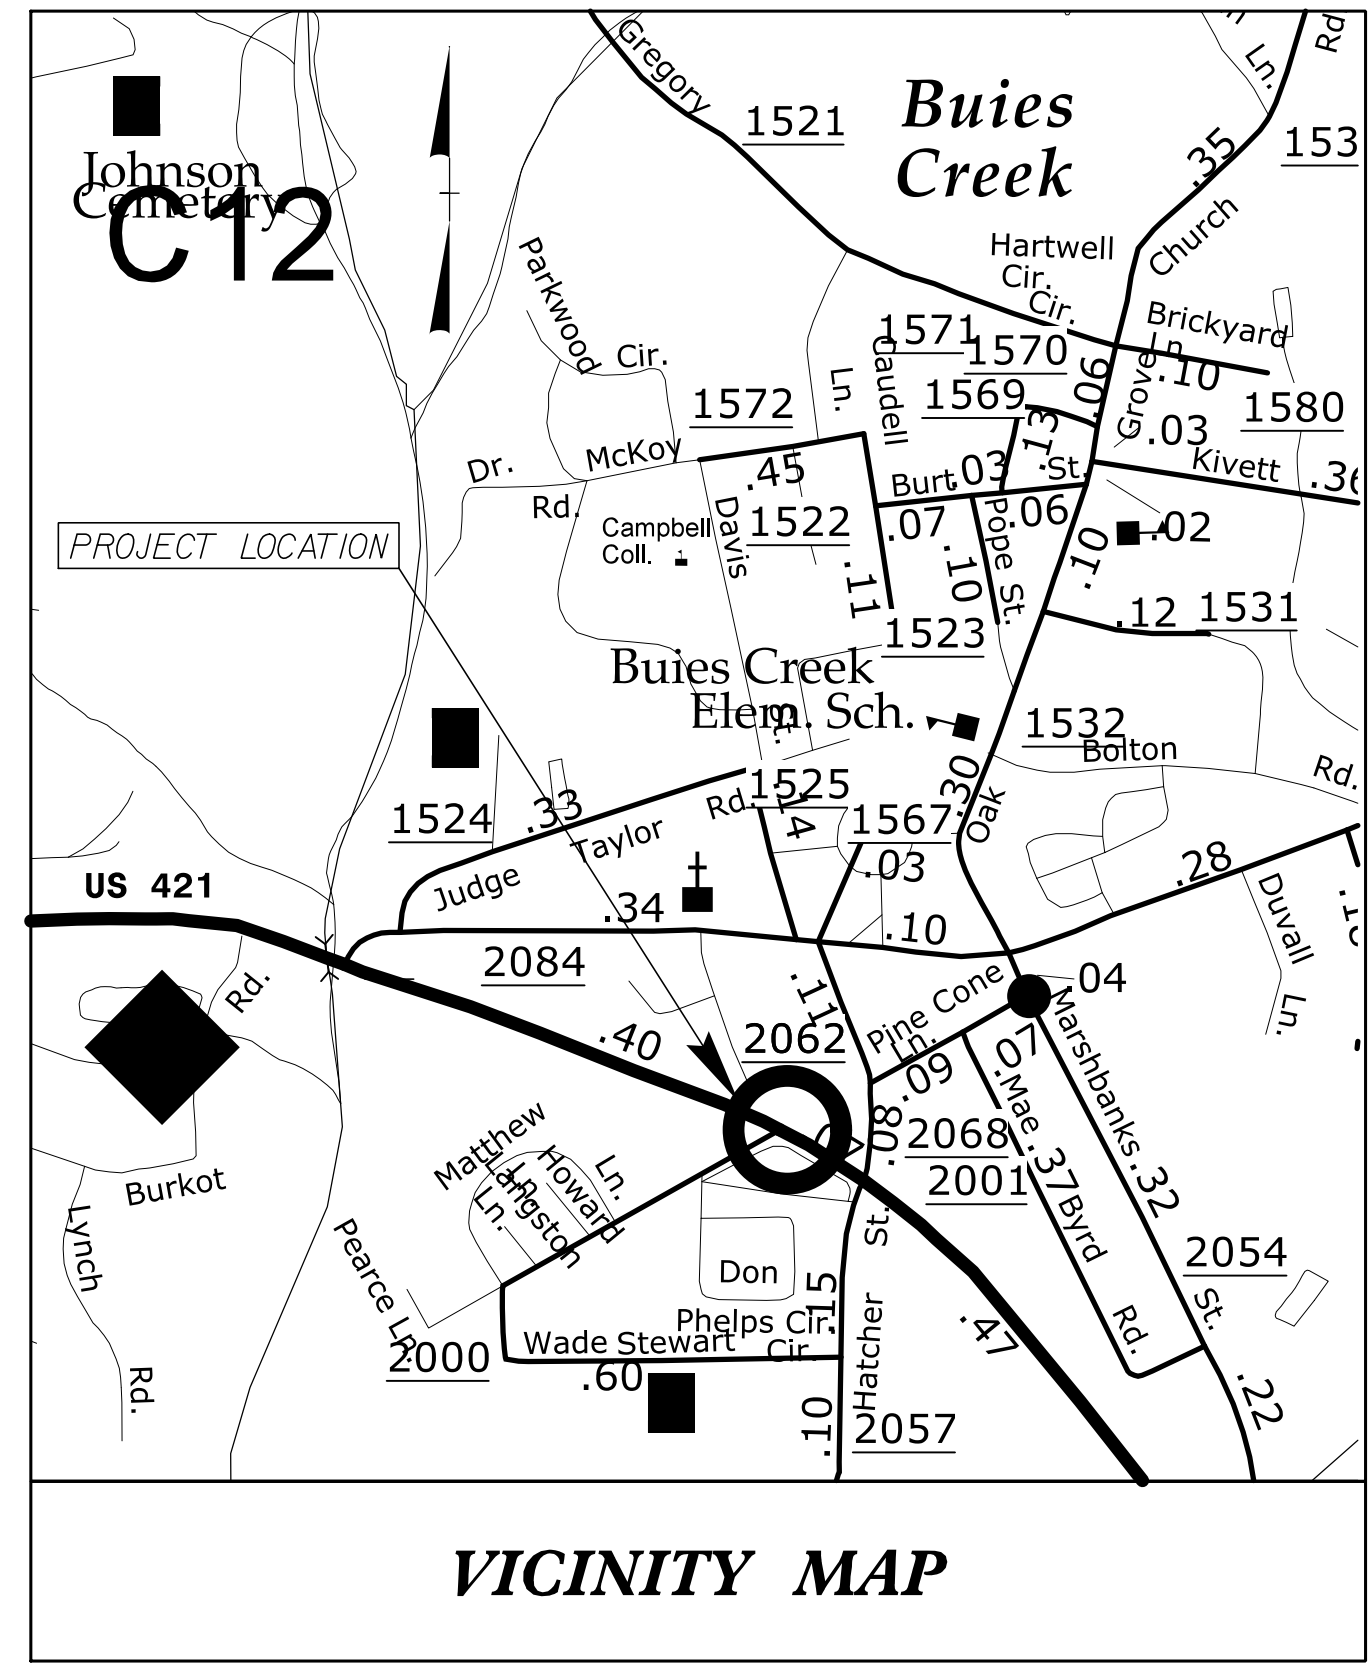 Gregory
Ln.
Rd
Buies
Creek
1521
.35
153
Johnson
Cemetery
C12
Church
Hartwell
Cir.
Cir.
Parkwood
Cir.
Brickyard
Ln
1571
1570
Caudell
Ln.
.06
Grove
.10
1572
1569
.13
1580
.03
McKoy
Dr.
Rd.
.45
Burt
.03
St.
Kivett
.36
Campbell
Coll.
Davis
1522
.07
.06
.02
PROJECT LOCATION
.11
.10
Pope St.
.10
.12
1531
1523
Buies Creek
Elem. Sch.
St.
1532
Bolton
Rd.
1525
.14
Rd.
.30
Oak
1524
.33
Taylor
1567
.03
.28
US 421
Judge
.34
.10
Duvall
Ln.
2084
.11
Pine Cone
Ln.
.04
Rd.
.40
2062
.09
.07
Marshbanks
Mae
.08
2068
2001
.37
Byrd
Rd.
.32
Matthew
Ln.
Langston
Ln.
Howard
Ln.
Burkot
Lynch
Rd.
Pearce Ln.
St.
2054
St.
Don
Phelps Cir.
.15
Hatcher
.47
Wade Stewart
Cir.
2000
.60
.10
2057
.22
VICINITY MAP